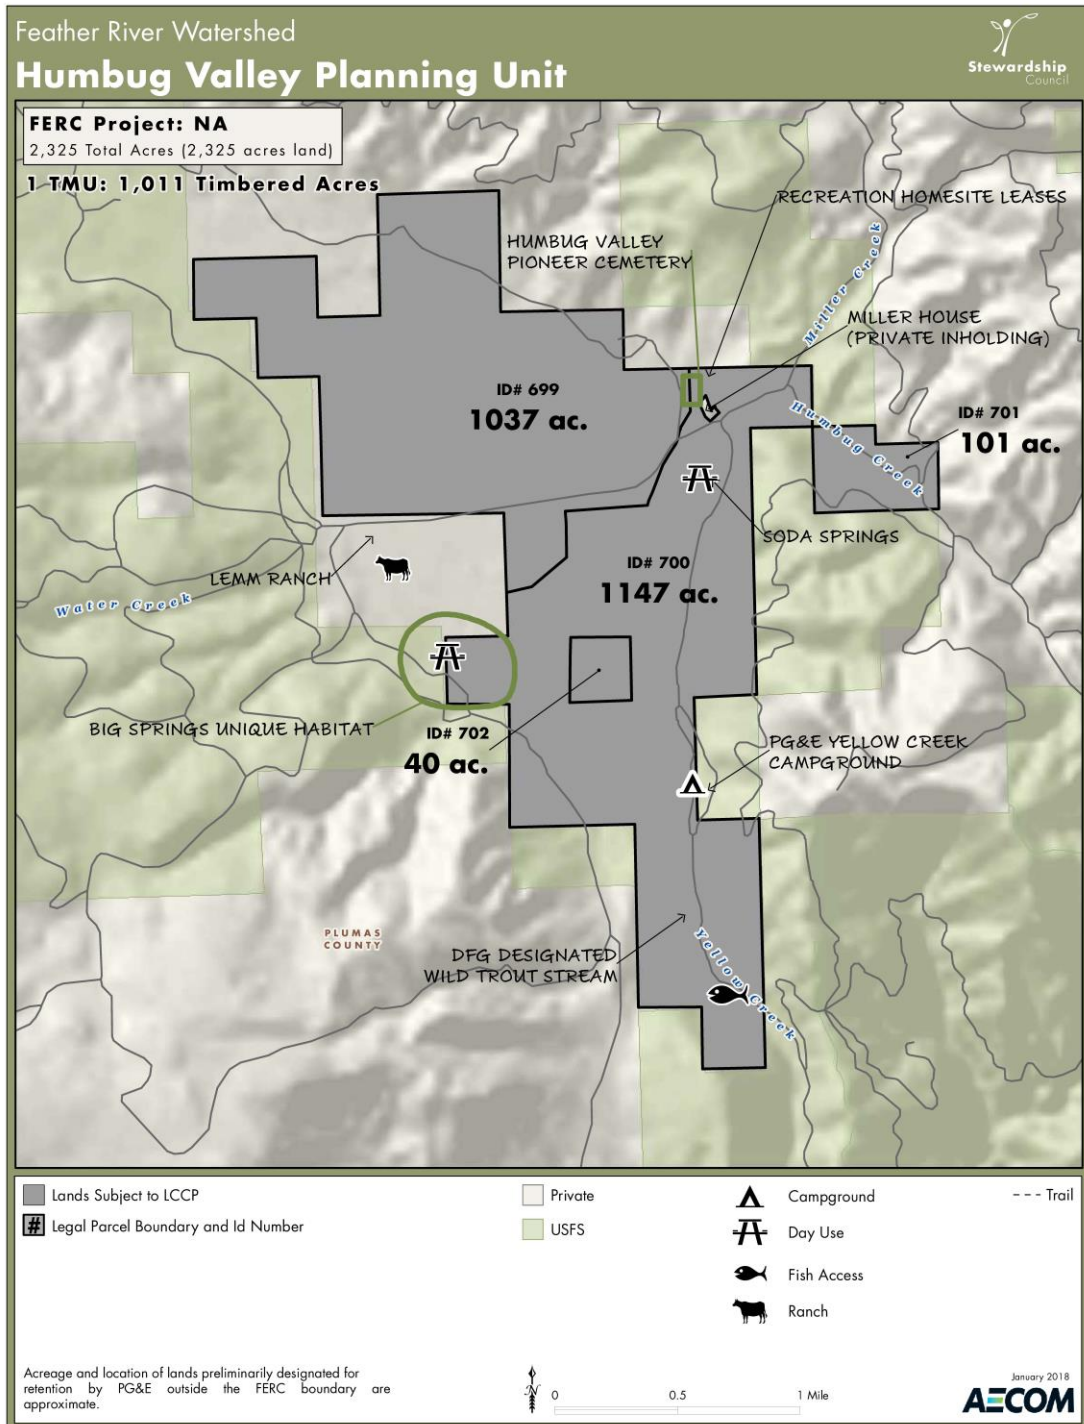 Feather River Watershed
Humbug Valley Planning Unit
Stewardship
Council
FERC Project: NA
2,325 Total Acres (2,325 acres land)
1 TMU: 1,011 Timbered Acres
RECREATION HOMESITE LEASES
HUMBUG VALLEY
PIONEER CEMETERY
Miller Creek
MILLER HOUSE
(PRIVATE INHOLDING)
ID# 699
1037 ac.
Humbug Creek
ID# 701
101 ac.
SODA SPRINGS
LEMM RANCH
ID# 700
1147 ac.
Water Creek
BIG SPRINGS UNIQUE HABITAT
ID# 702
40 ac.
PG&E YELLOW CREEK
CAMPGROUND
PLUMAS
COUNTY
DFG DESIGNATED
WILD TROUT STREAM
Yellow Creek
Lands Subject to LCCP
# Legal Parcel Boundary and Id Number
Private
USFS
Campground
Day Use
Fish Access
Ranch
Trail
Acreage and location of lands preliminarily designated for
retention by PG&E outside the FERC boundary are
approximate.
N
0 0.5 1 Mile
January 2018
AECOM